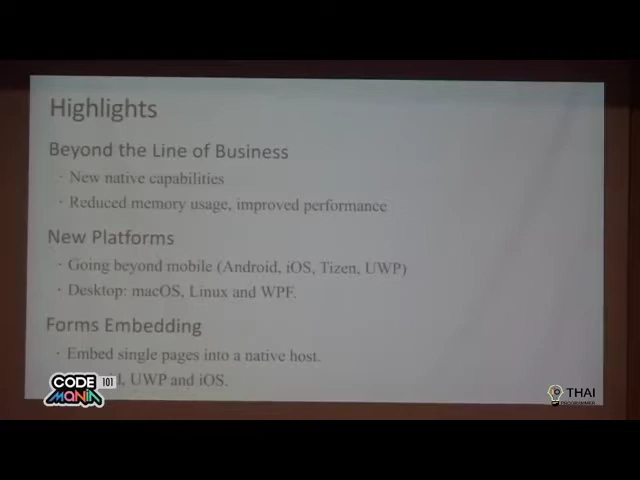 Highlights
Beyond the Line of Business
· New native capabilities
· Reduced memory usage, improved performance
New Platforms
· Going beyond mobile (Android, iOS, Tizen, UWP)
· Desktop: macOS, Linux and WPF.
Forms Embedding
· Embed single pages into a native host.
UWP and iOS.
CODE 101
MANIA
THAI
PROGRAMMER